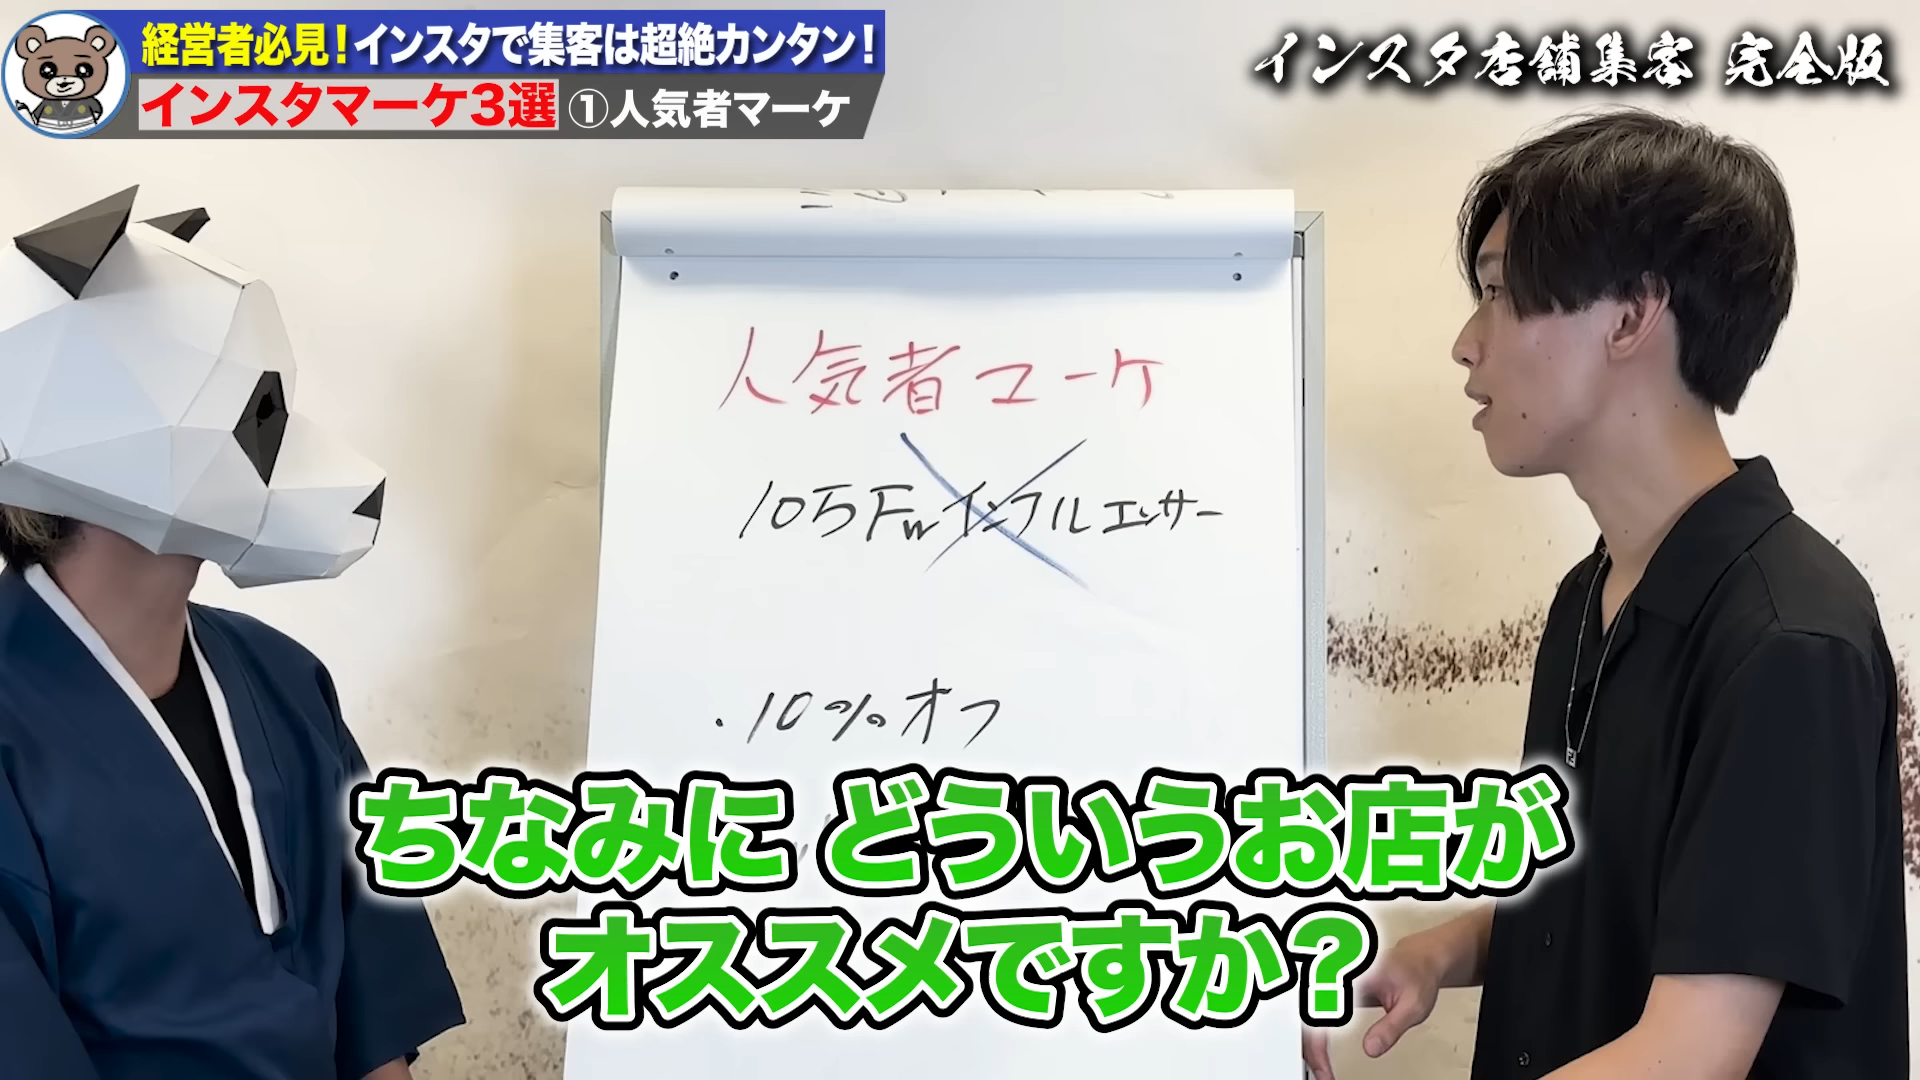 経営者必見！インスタで集客は超絶カンタン！
インスタマーケ3選 ①人気者マーケ
インスタ店舗集客 完全版
人気者マーケ
10万Fwインフルエンサー
・10%オフ
ちなみに どういうお店が
オススメですか？